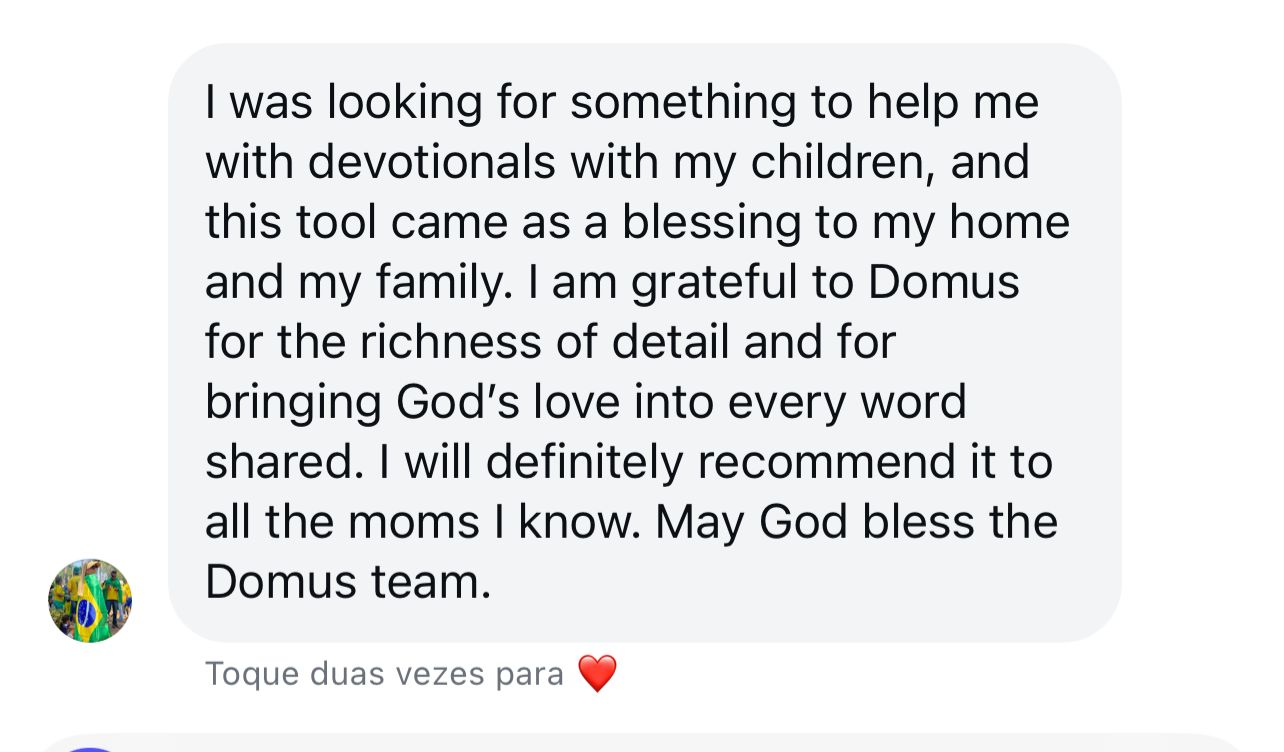 I was looking for something to help me
with devotionals with my children, and
this tool came as a blessing to my home
and my family. I am grateful to Domus
for the richness of detail and for
bringing God’s love into every word
shared. I will definitely recommend it to
all the moms I know. May God bless the
Domus team.
Toque duas vezes para ❤️